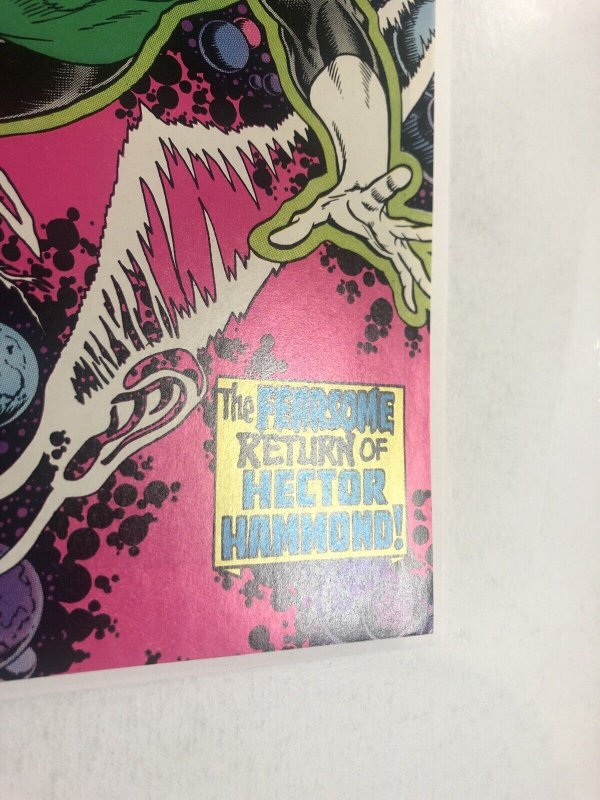 The FEARSOME
RETURN OF
HECTOR
HAMMOND!